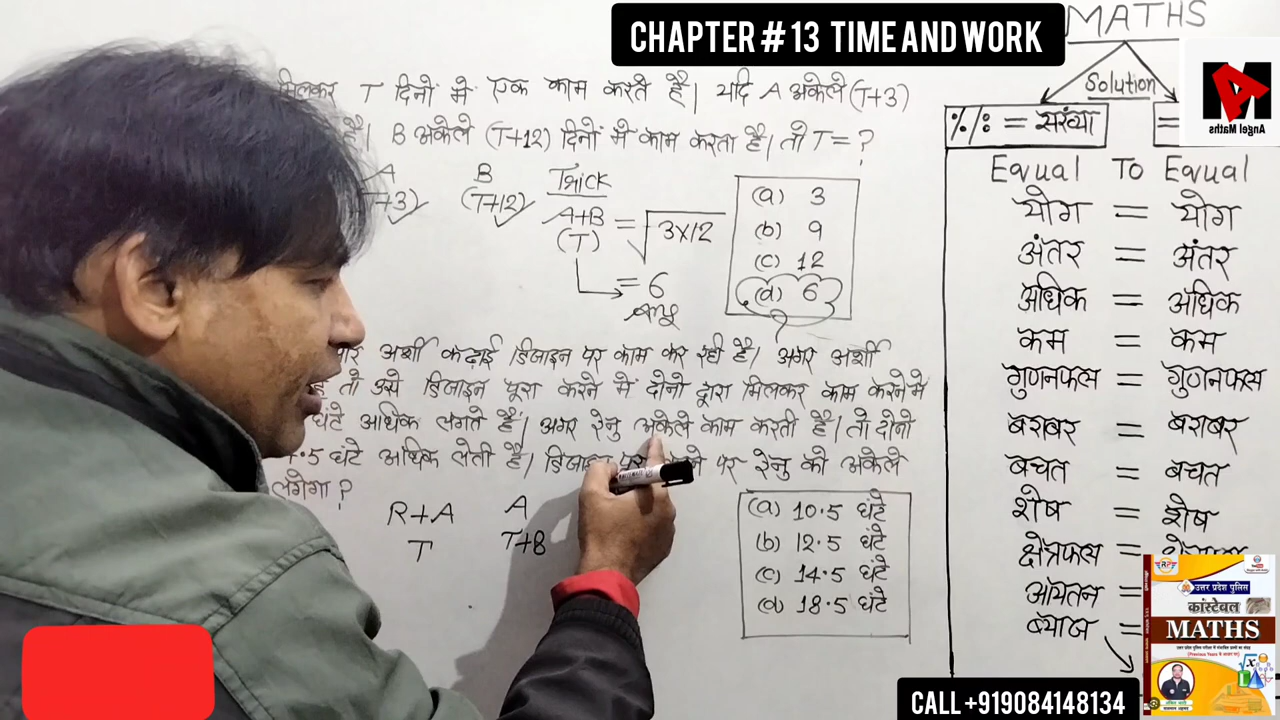 CHAPTER # 13 TIME AND WORK
MATHS
Solution
Angel Maths
मिलकर T दिनों में एक काम करते हैं। यदि A अकेले (T+3)
है। B अकेले (T+12) दिनों में काम करता है। तो T = ?
A B Trick
T+3) (T+12) A+B = √3×12
(T)
= 6
(a) 3
(b) 9
(c) 12
(d) 6
अर्शी कढ़ाई डिजाइन पर काम कर रही है। अगर अर्शी
तो उसे डिजाइन पूरा करने में दोनो द्वारा मिलकर काम करने में
घंटे अधिक लगते हैं। अगर रेनु अकेले काम करती है। तो दोनो
.5 घंटे अधिक लेती है। डिजाइन पर रेनु को अकेले
लगेगा ?
R+A A
T T+8
(a) 10.5 घंटे
(b) 12.5 घंटे
(c) 14.5 घंटे
(d) 18.5 घंटे
%/: = संख्या =
Equal To Equal
योग = योग
अंतर = अंतर
अधिक = अधिक
कम = कम
गुणनफल = गुणनफल
बराबर = बराबर
बचत = बचत
शेष = शेष
क्षेत्रफल =
आयतन =
ब्याज =
उत्तर प्रदेश पुलिस
कांस्टेबल
MATHS
CALL +919084148134